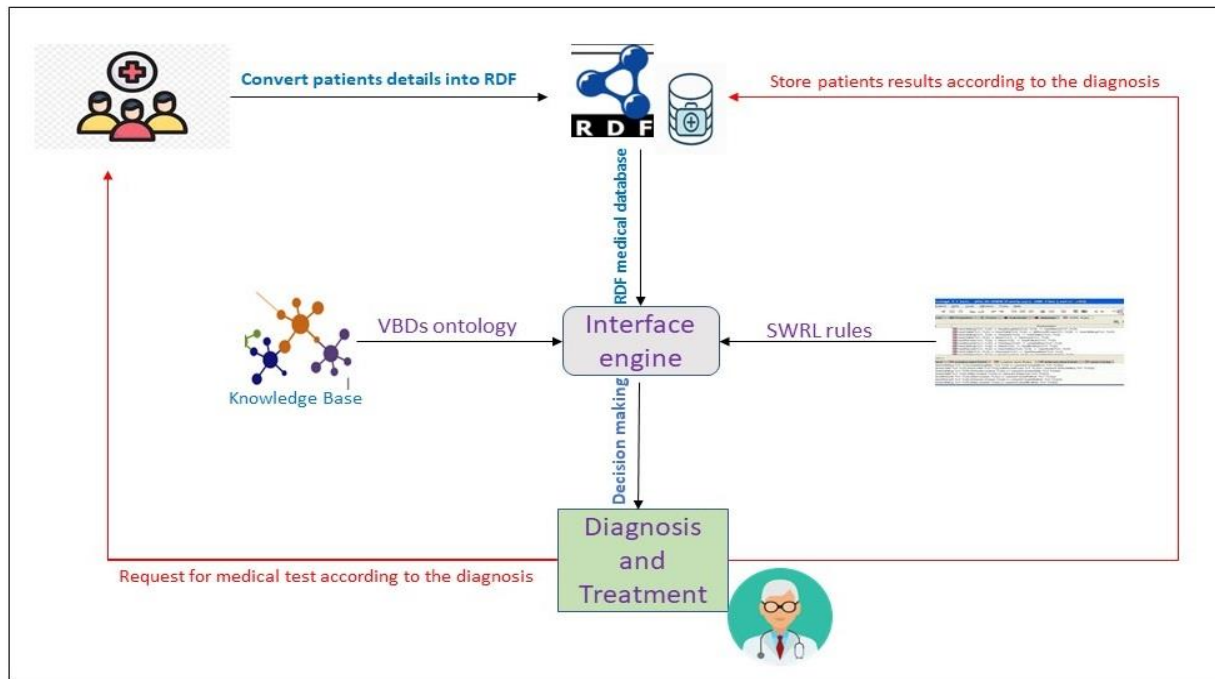 Convert patients details into RDF
RDF
Store patients results according to the diagnosis
RDF medical database
VBDs ontology
Interface
engine
SWRL rules
Knowledge Base
Decision making
Diagnosis
and
Treatment
Request for medical test according to the diagnosis